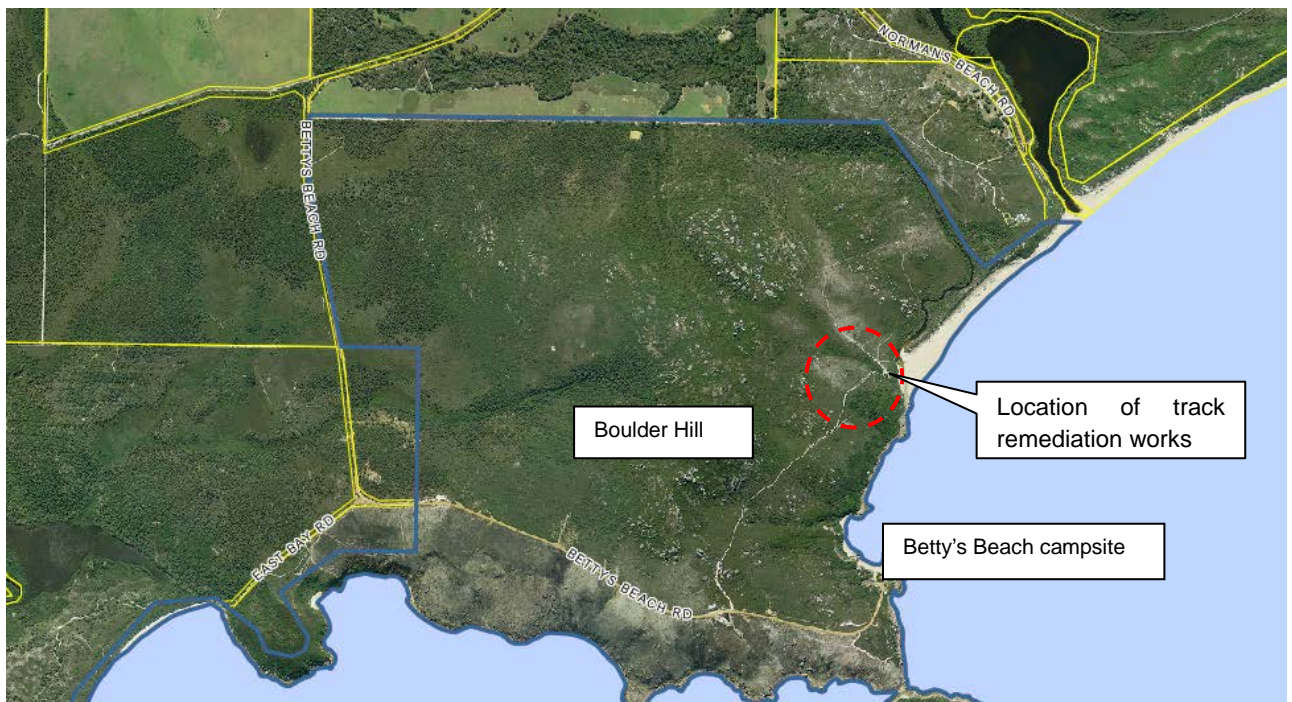 NORMANS BEACH RD
BETTYS BEACH RD
Location of track
remediation works
Boulder Hill
Betty's Beach campsite
EAST BAY RD
BETTYS BEACH RD